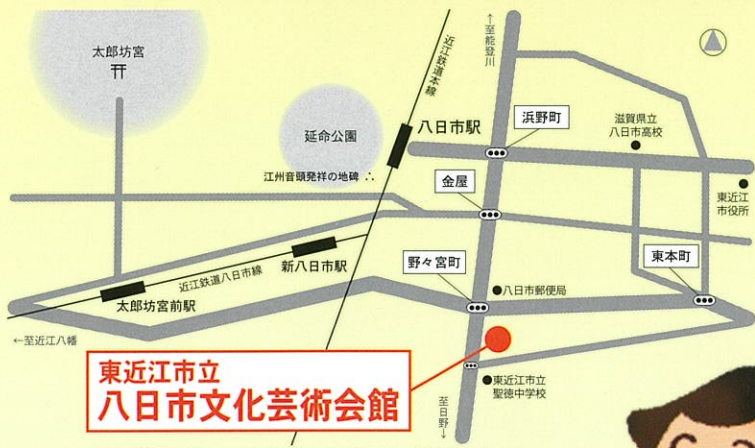 太郎坊宮
近江鉄道本線
↑至能登川
延命公園
八日市駅
浜野町
滋賀県立
八日市高校
江州音頭発祥の地碑
金屋
東近江
市役所
新八日市駅
近江鉄道八日市線
太郎坊宮前駅
野々宮町
八日市郵便局
東本町
←至近江八幡
東近江市立
八日市文化芸術会館
東近江市立
聖徳中学校
至日野→